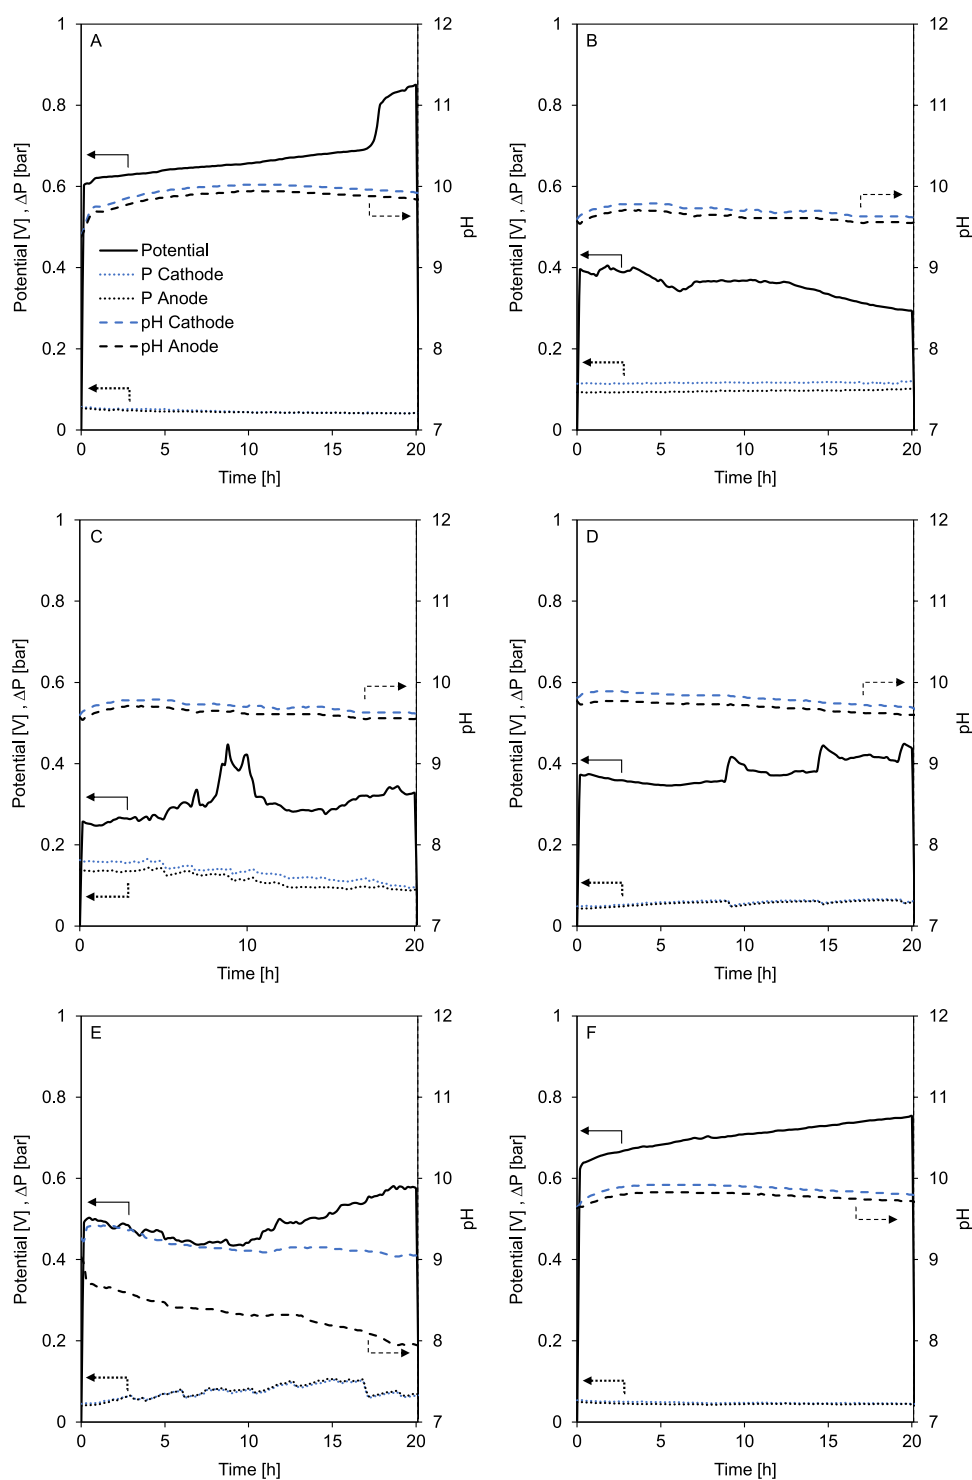 A
1
0.8
0.6
0.4
0.2
0
Potential [V] , ΔP [bar]
12
11
10
9
8
7
pH
Potential
P Cathode
P Anode
pH Cathode
pH Anode
0 5 10 15 20
Time [h]
B
1
0.8
0.6
0.4
0.2
0
Potential [V] , ΔP [bar]
12
11
10
9
8
7
pH
0 5 10 15 20
Time [h]
C
1
0.8
0.6
0.4
0.2
0
Potential [V] , ΔP [bar]
12
11
10
9
8
7
pH
0 10 20
Time [h]
D
1
0.8
0.6
0.4
0.2
0
Potential [V] , ΔP [bar]
12
11
10
9
8
7
pH
0 5 10 15 20
Time [h]
E
1
0.8
0.6
0.4
0.2
0
Potential [V] , ΔP [bar]
12
11
10
9
8
7
pH
0 5 10 15 20
Time [h]
F
1
0.8
0.6
0.4
0.2
0
Potential [V] , ΔP [bar]
12
11
10
9
8
7
pH
0 5 10 15 20
Time [h]